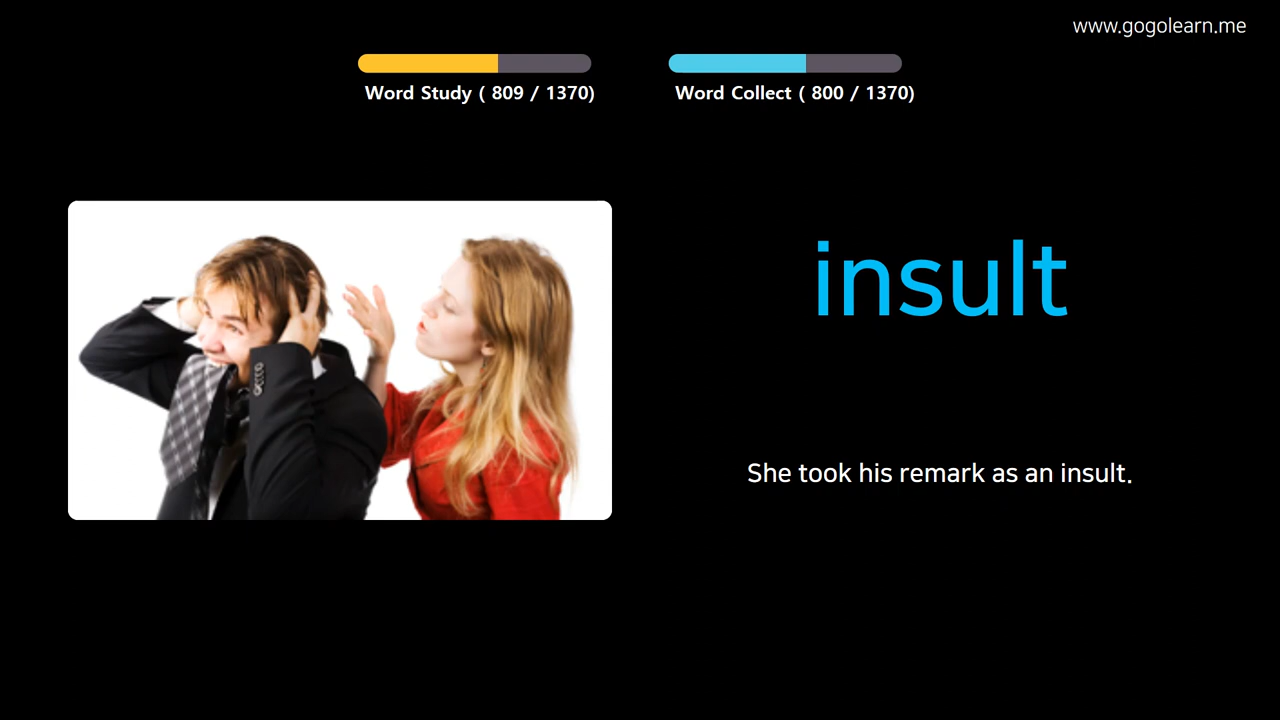 www.gogolearn.me
Word Study ( 809 / 1370)
Word Collect ( 800 / 1370)
insult
She took his remark as an insult.